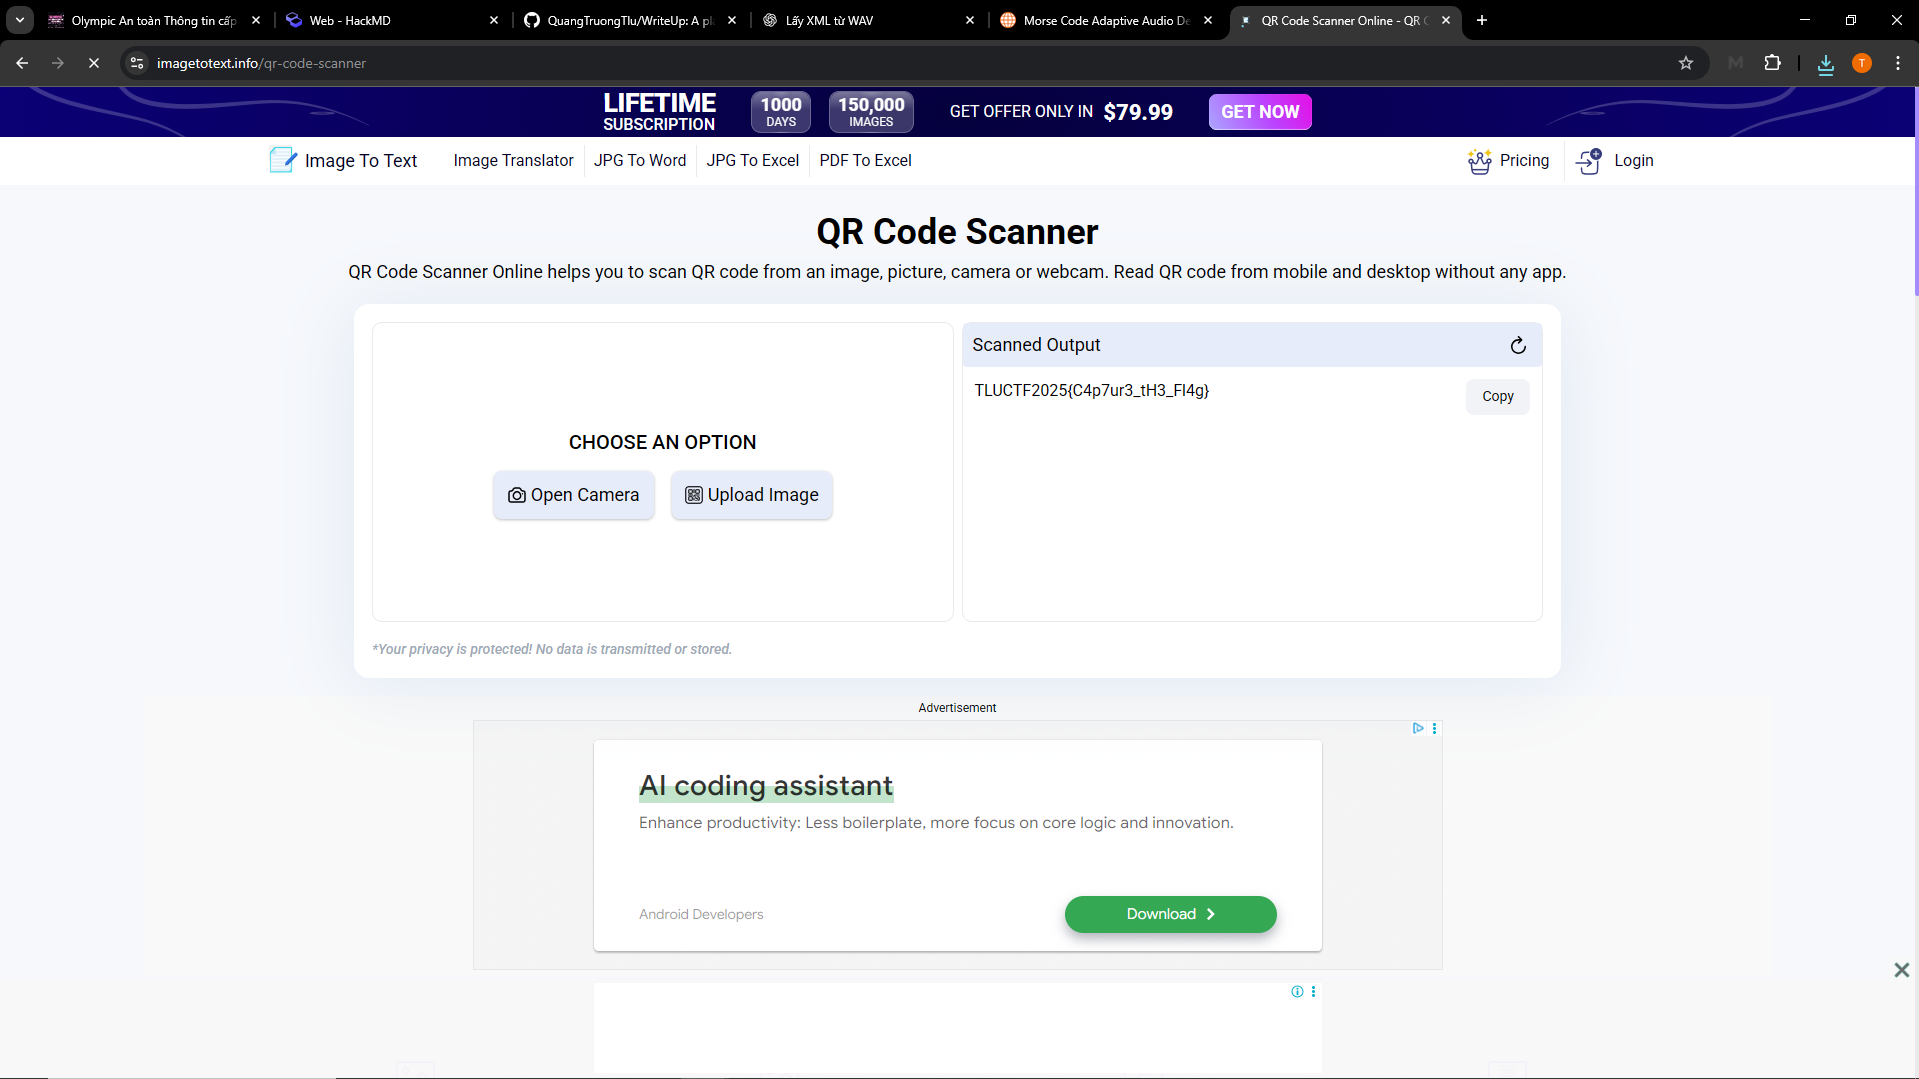 Olympic An toàn Thông tin cấp
Web - HackMD
QuangTruongTlu/WriteUp: A pl
Lấy XML từ WAV
Morse Code Adaptive Audio De
QR Code Scanner Online - QR C
imagetotext.info/qr-code-scanner
T
LIFETIME
SUBSCRIPTION
1000
DAYS
150,000
IMAGES
GET OFFER ONLY IN $79.99
GET NOW
Image To Text
Image Translator
JPG To Word
JPG To Excel
PDF To Excel
Pricing
Login
QR Code Scanner
QR Code Scanner Online helps you to scan QR code from an image, picture, camera or webcam. Read QR code from mobile and desktop without any app.
Scanned Output
TLUCTF2025{C4p7ur3_tH3_Fl4g}
Copy
CHOOSE AN OPTION
Open Camera
Upload Image
*Your privacy is protected! No data is transmitted or stored.
Advertisement
AI coding assistant
Enhance productivity: Less boilerplate, more focus on core logic and innovation.
Android Developers
Download